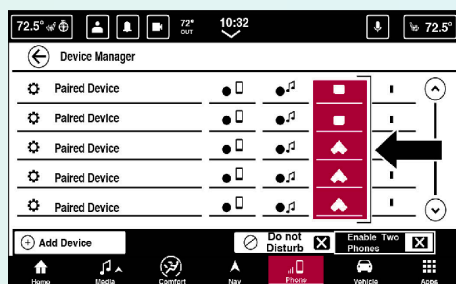 72.5° 72° OUT 10:32 72.5°
Device Manager
Paired Device
Paired Device
Paired Device
Paired Device
Paired Device
Add Device Do not Disturb Enable Two Phones
Home Media Comfort Nav Phone Vehicle Apps